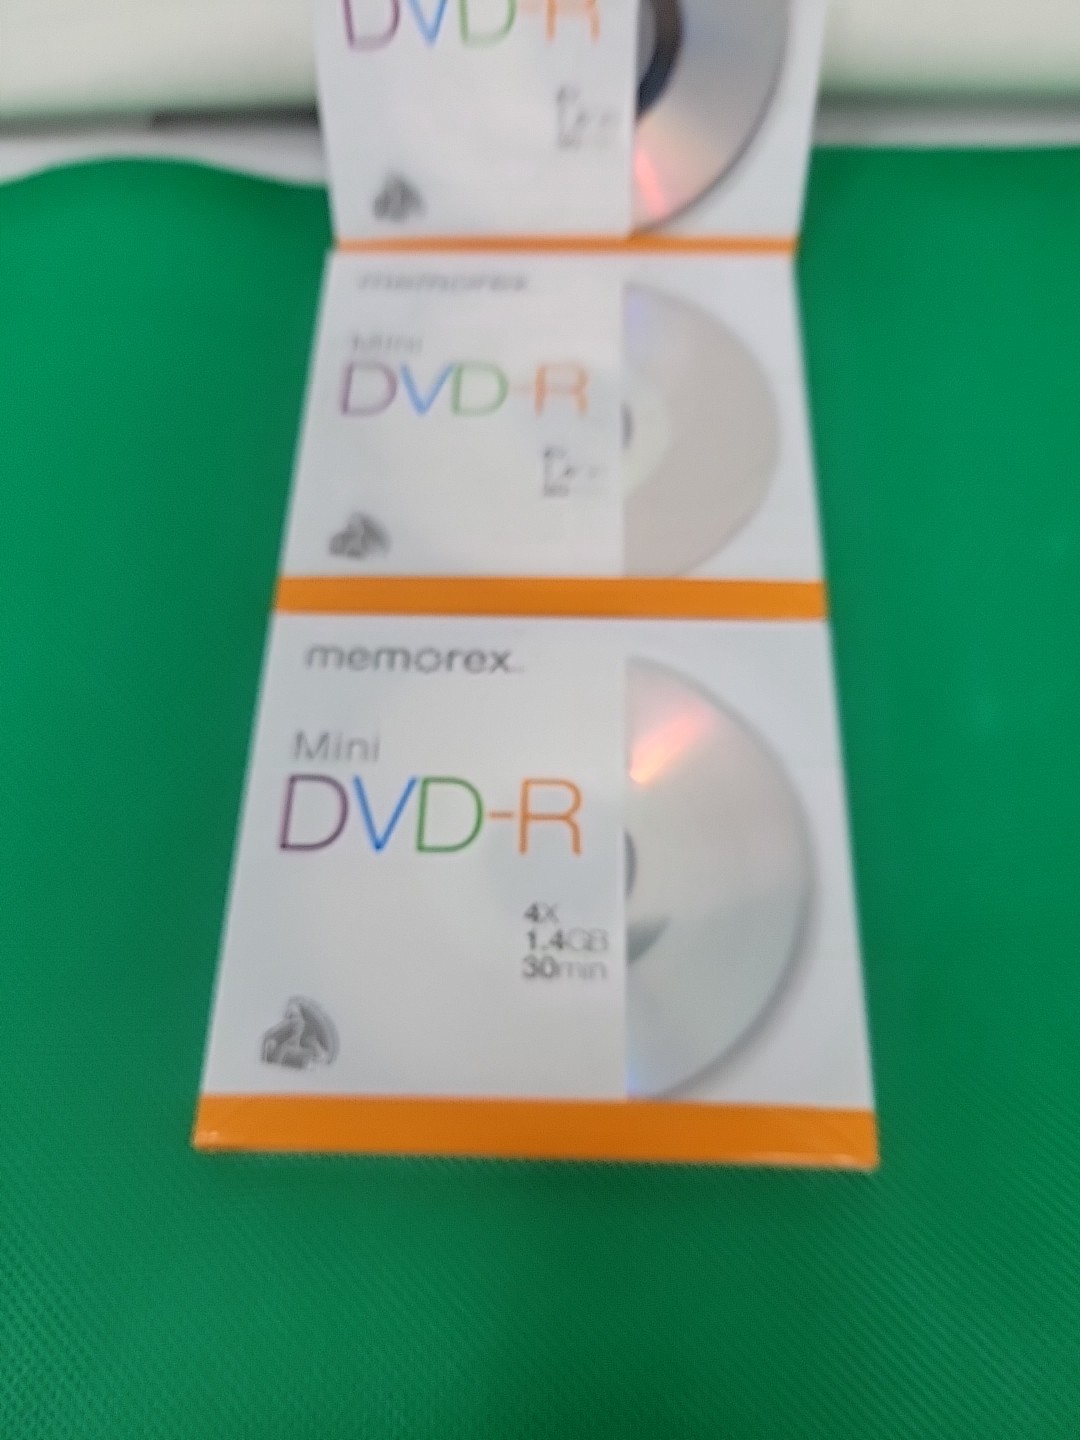 DVD-R
memorex
Mini
DVD-R
memorex
Mini
DVD-R
4X
1.4GB
30min